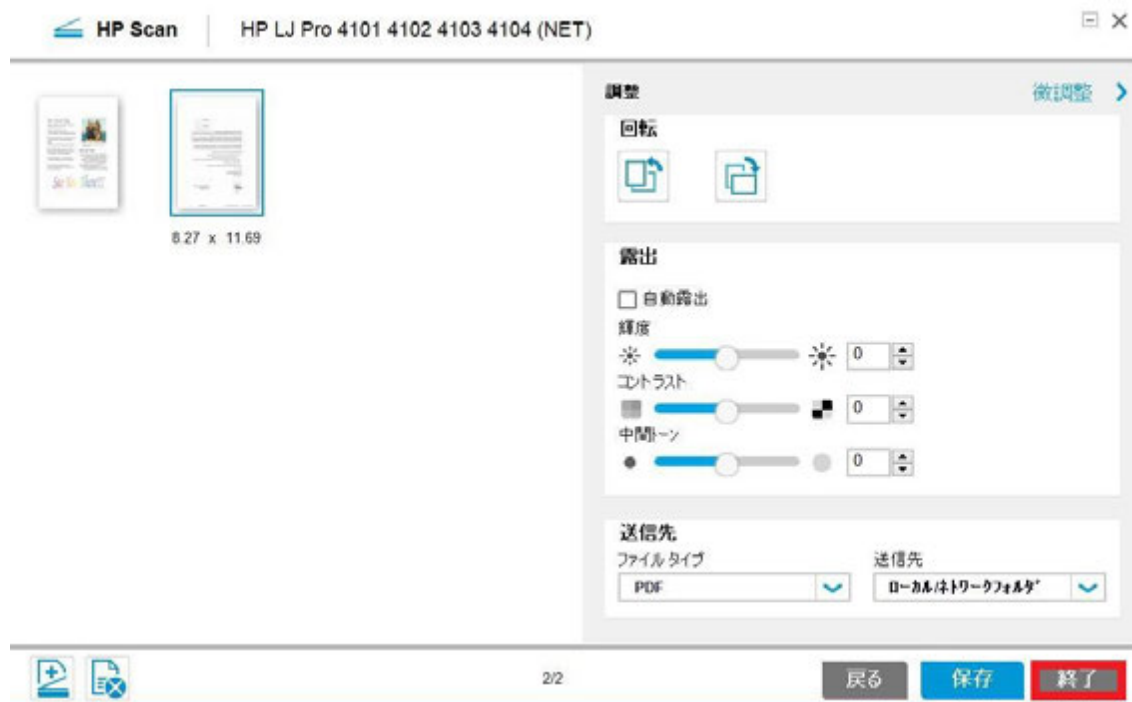 HP Scan
HP LJ Pro 4101 4102 4103 4104 (NET)
8.27 x 11.69
調整
微調整
回転
露出
自動露出
輝度
0
コントラスト
0
中間トーン
0
送信先
ファイル タイプ
送信先
PDF
ローカル/ネットワークフォルダ
2/2
戻る
保存
終了